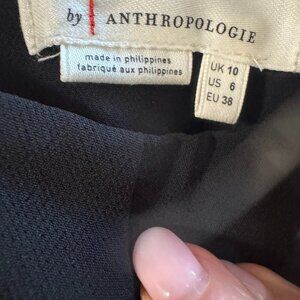 by ANTHROPOLOGIE
made in philippines
fabriqué aux philippines
UK 10
US 6
EU 38